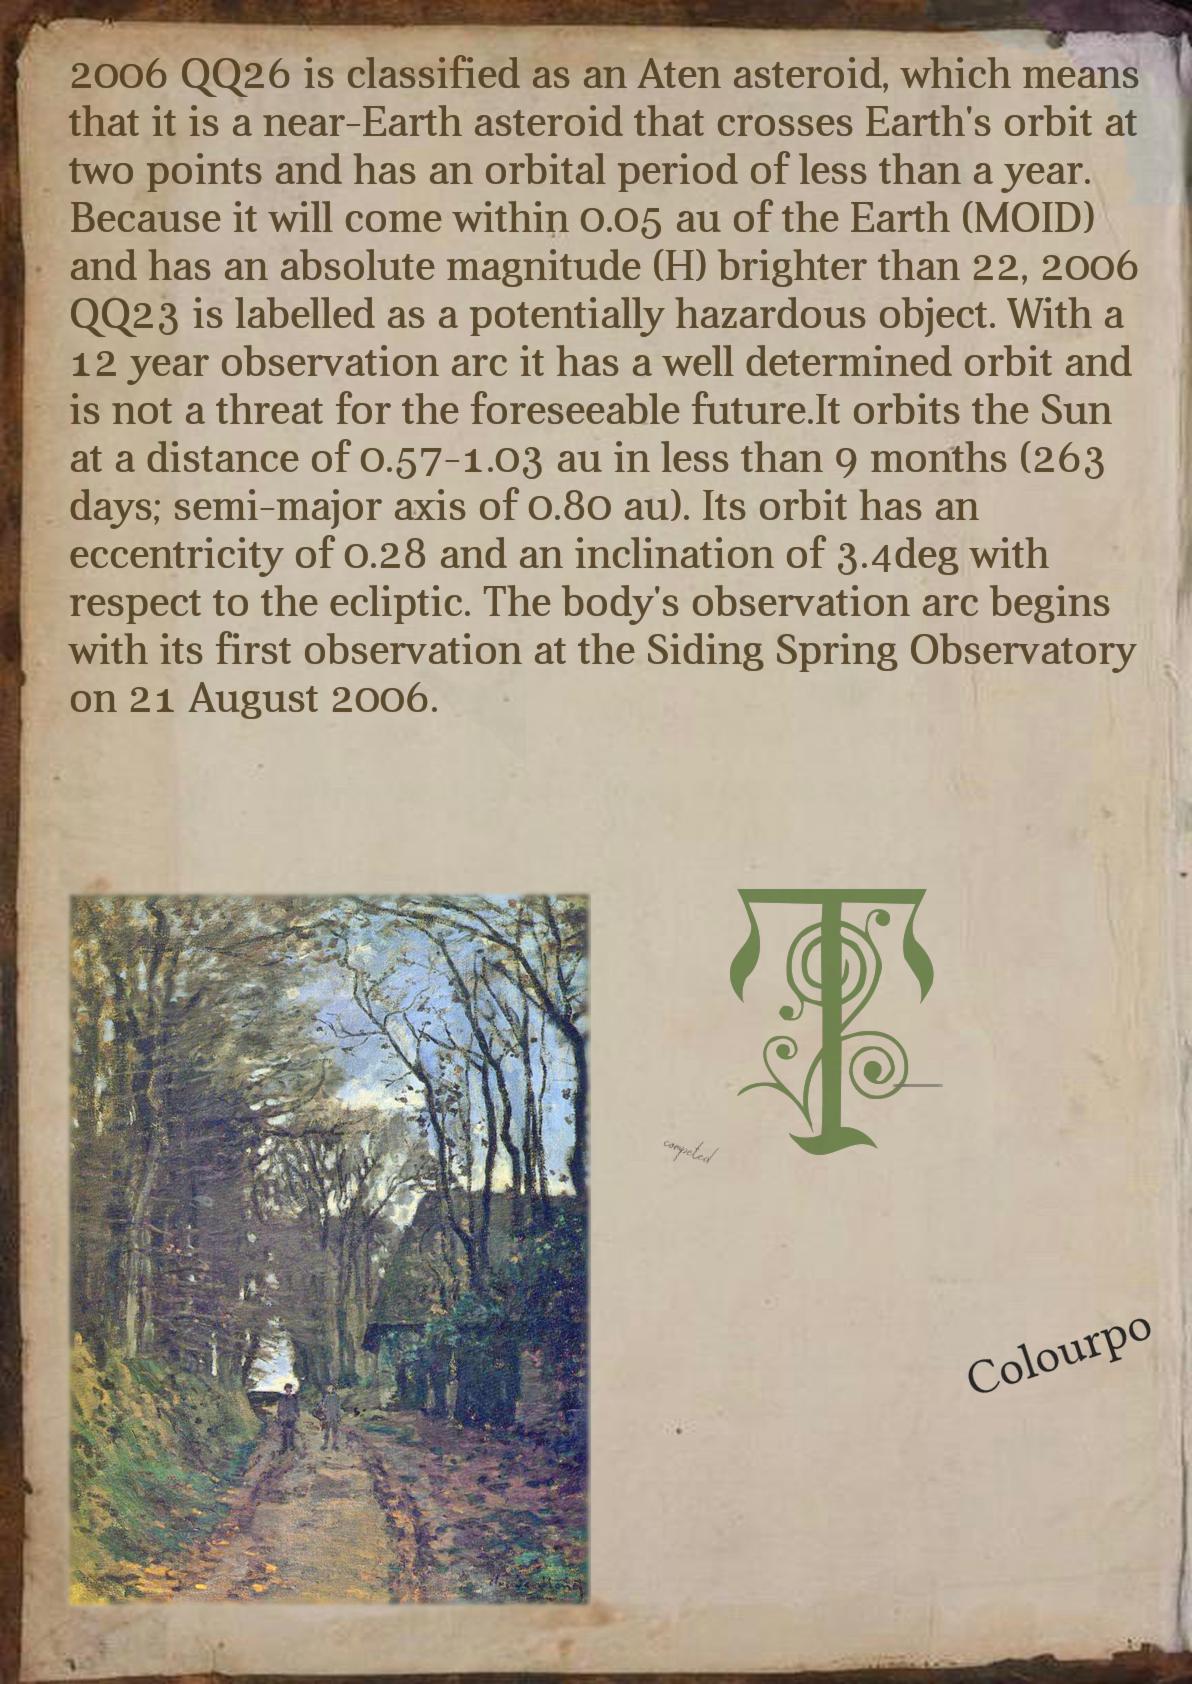 2006 QQ26 is classified as an Aten asteroid, which means
that it is a near-Earth asteroid that crosses Earth's orbit at
two points and has an orbital period of less than a year.
Because it will come within 0.05 au of the Earth (MOID)
and has an absolute magnitude (H) brighter than 22, 2006
QQ23 is labelled as a potentially hazardous object. With a
12 year observation arc it has a well determined orbit and
is not a threat for the foreseeable future.It orbits the Sun
at a distance of 0.57-1.03 au in less than 9 months (263
days; semi-major axis of 0.80 au). Its orbit has an
eccentricity of 0.28 and an inclination of 3.4deg with
respect to the ecliptic. The body's observation arc begins
with its first observation at the Siding Spring Observatory
on 21 August 2006.
T
competed
Colourpo